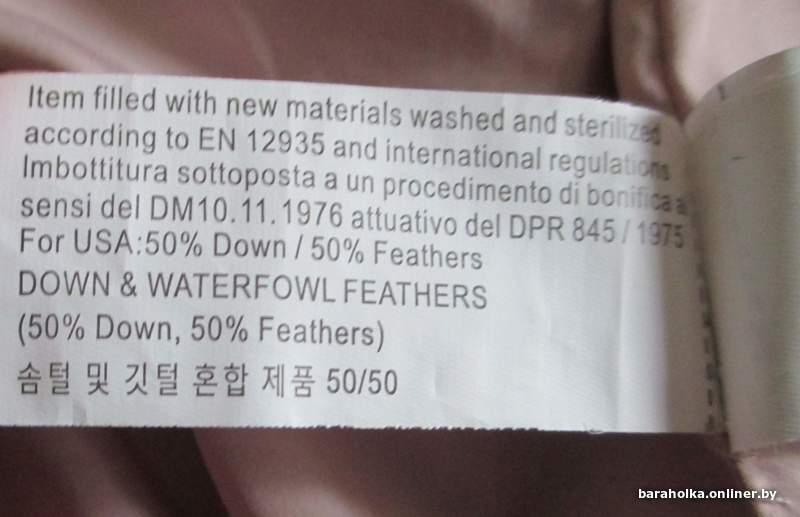 Item filled with new materials washed and sterilized
according to EN 12935 and international regulations
Imbottitura sottoposta a un procedimento di bonifica a
sensi del DM10.11.1976 attuativo del DPR 845 / 1975
For USA:50% Down / 50% Feathers
DOWN & WATERFOWL FEATHERS
(50% Down, 50% Feathers)
솜털 및 깃털 혼합 제품 50/50
baraholka.onliner.by